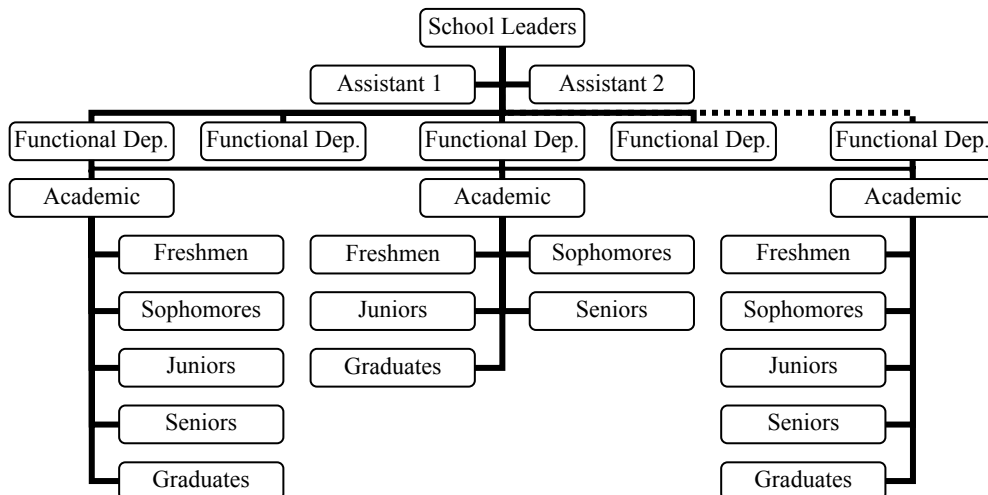 School Leaders
Assistant 1
Assistant 2
Functional Dep.
Functional Dep.
Functional Dep.
Functional Dep.
Functional Dep.
Academic
Academic
Academic
Freshmen
Freshmen
Sophomores
Freshmen
Sophomores
Juniors
Seniors
Sophomores
Juniors
Graduates
Juniors
Seniors
Seniors
Graduates
Graduates